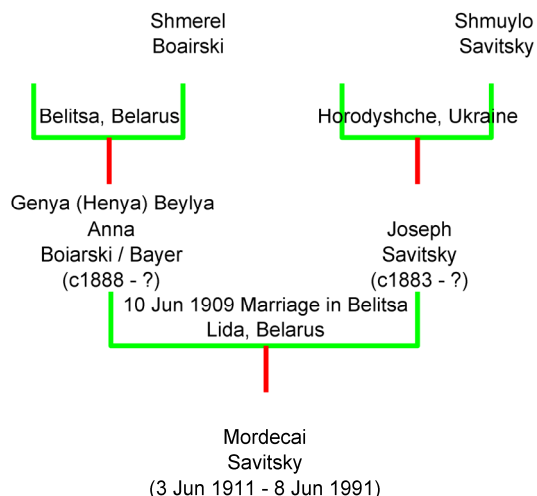 Shmerel
Boairski
Shmuylo
Savitsky
Belitsa, Belarus
Horodyshche, Ukraine
Genya (Henya) Beylya
Anna
Boiarski / Bayer
(c1888 - ?)
Joseph
Savitsky
(c1883 - ?)
10 Jun 1909 Marriage in Belitsa
Lida, Belarus
Mordecai
Savitsky
(3 Jun 1911 - 8 Jun 1991)